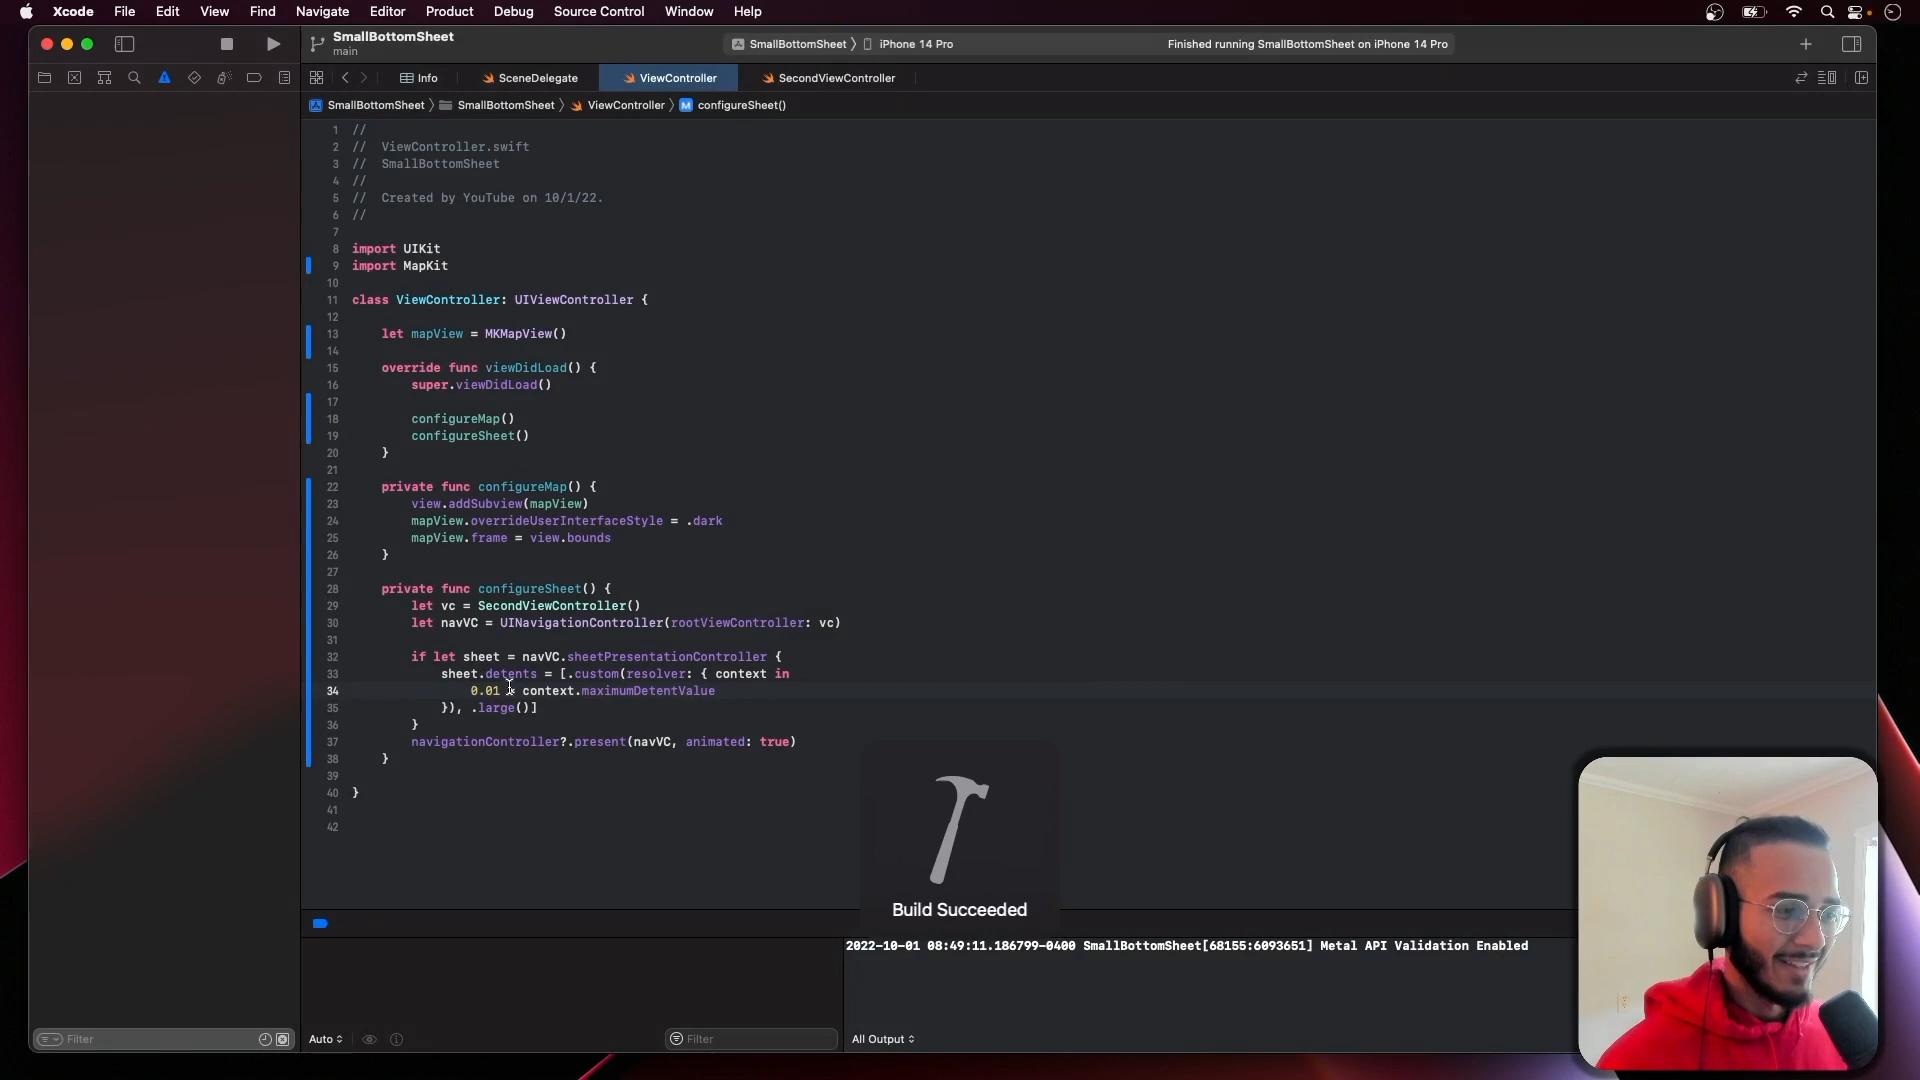 Xcode File Edit View Find Navigate Editor Product Debug Source Control Window Help
SmallBottomSheet
main
SmallBottomSheet iPhone 14 Pro
Finished running SmallBottomSheet on iPhone 14 Pro
Info SceneDelegate ViewController SecondViewController
SmallBottomSheet SmallBottomSheet ViewController M configureSheet()
1 //
2 // ViewController.swift
3 // SmallBottomSheet
4 //
5 // Created by YouTube on 10/1/22.
6 //
7
8 import UIKit
9 import MapKit
10
11 class ViewController: UIViewController {
12
13 let mapView = MKMapView()
14
15 override func viewDidLoad() {
16 super.viewDidLoad()
17
18 configureMap()
19 configureSheet()
20 }
21
22 private func configureMap() {
23 view.addSubview(mapView)
24 mapView.overrideUserInterfaceStyle = .dark
25 mapView.frame = view.bounds
26 }
27
28 private func configureSheet() {
29 let vc = SecondViewController()
30 let navVC = UINavigationController(rootViewController: vc)
31
32 if let sheet = navVC.sheetPresentationController {
33 sheet.detents = [.custom(resolver: { context in
34 0.01 * context.maximumDetentValue
35 }), .large()]
36 }
37 navigationController?.present(navVC, animated: true)
38 }
39
40 }
41
42
Build Succeeded
2022-10-01 08:49:11.186799-0400 SmallBottomSheet[68155:6093651] Metal API Validation Enabled
Filter
Auto
Filter
All Output